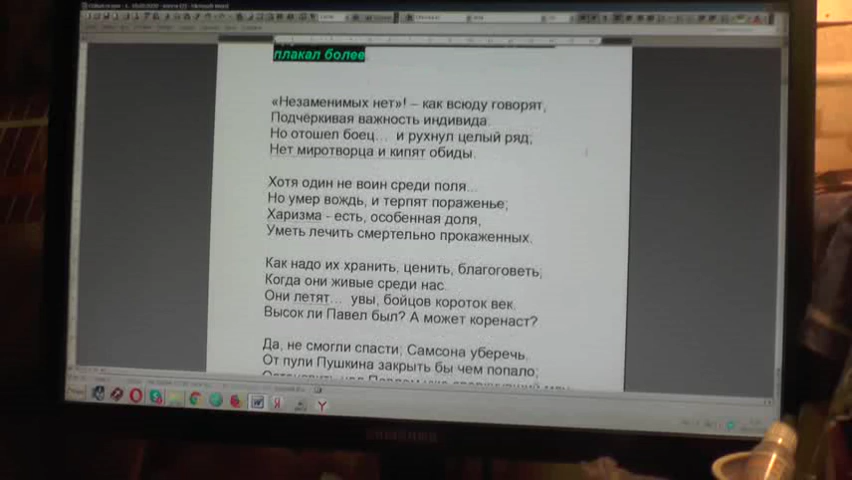 плакал более
«Незаменимых нет»! – как всюду говорят,
Подчёркивая важность индивида.
Но отошел боец... и рухнул целый ряд;
Нет миротворца и кипят обиды.
Хотя один не воин среди поля...
Но умер вождь, и терпят пораженье;
Харизма - есть, особенная доля,
Уметь лечить смертельно прокаженных.
Как надо их хранить, ценить, благоговеть,
Когда они живые среди нас.
Они летят... увы, бойцов короток век.
Высок ли Павел был? А может коренаст?
Да, не смогли спасти; Самсона уберечь.
От пули Пушкина закрыть бы чем попало;
SAMSUNG